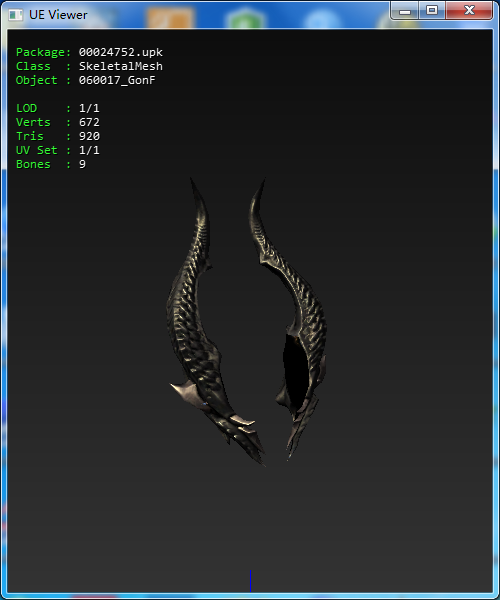 UE Viewer
Package: 00024752.upk
Class : SkeletalMesh
Object : 060017_GonF
LOD : 1/1
Verts : 672
Tris : 920
UV Set : 1/1
Bones : 9